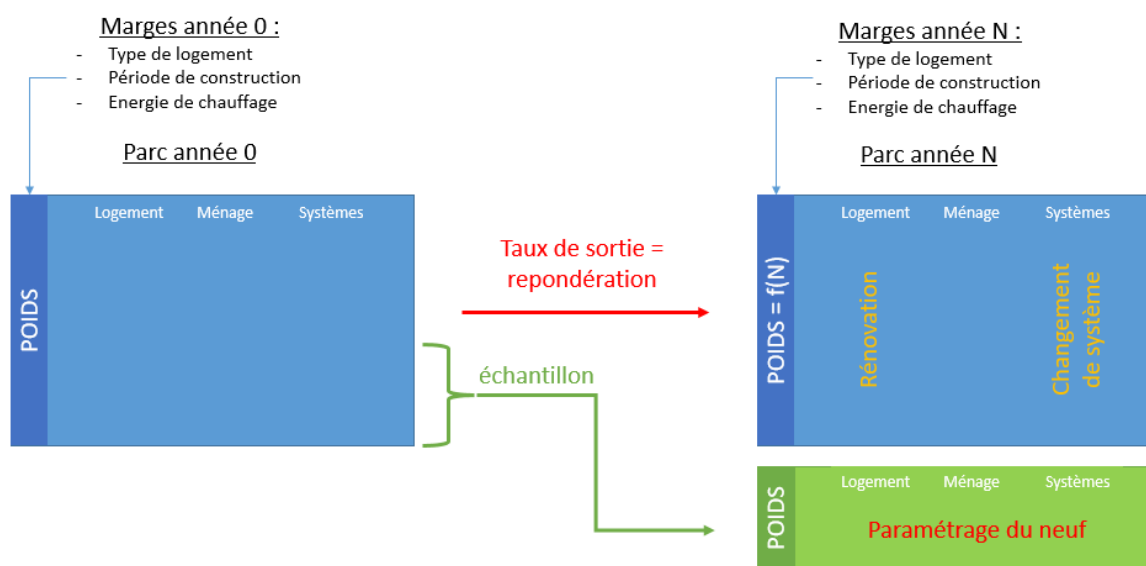 Marges année 0 :
- Type de logement
- Période de construction
- Energie de chauffage
Parc année 0
POIDS
Logement Ménage Systèmes
Taux de sortie =
repondération
échantillon
Marges année N :
- Type de logement
- Période de construction
- Energie de chauffage
Parc année N
POIDS = f(N)
Logement Ménage Systèmes
Rénovation
Changement
de système
POIDS
Logement Ménage Systèmes
Paramétrage du neuf